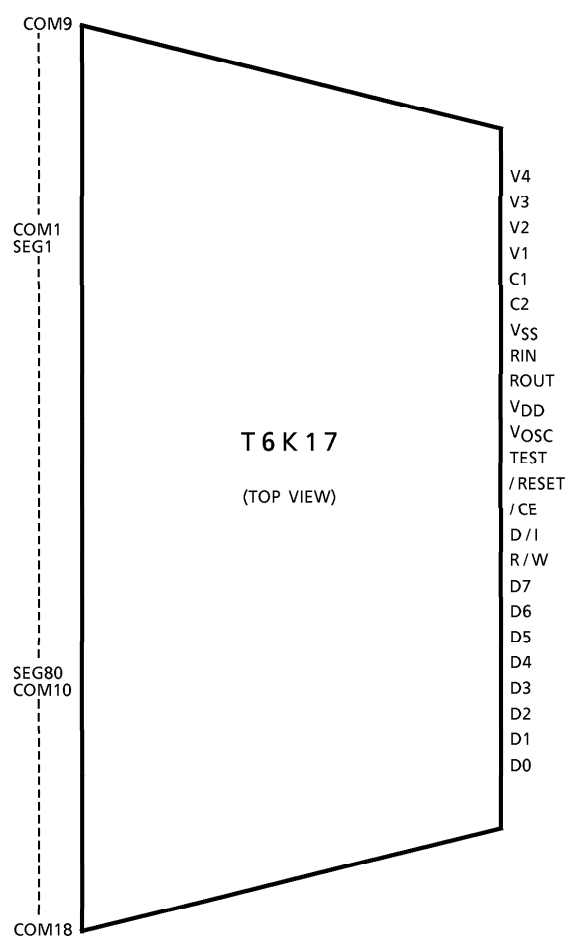 COM9
COM1
SEG1
SEG80
COM10
COM18
T6K17
(TOP VIEW)
V4
V3
V2
V1
C1
C2
VSS
RIN
ROUT
VDD
VOSC
TEST
/RESET
/CE
D/I
R/W
D7
D6
D5
D4
D3
D2
D1
D0